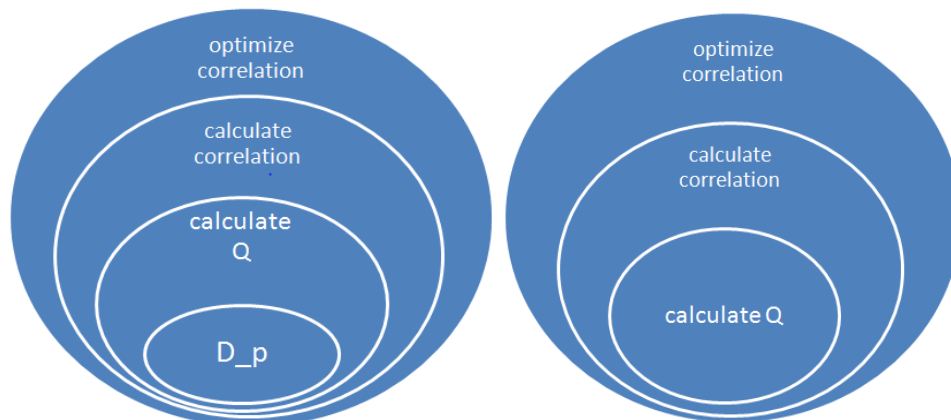 optimize
correlation
calculate
correlation
calculate
Q
D_p
optimize
correlation
calculate
correlation
calculate Q